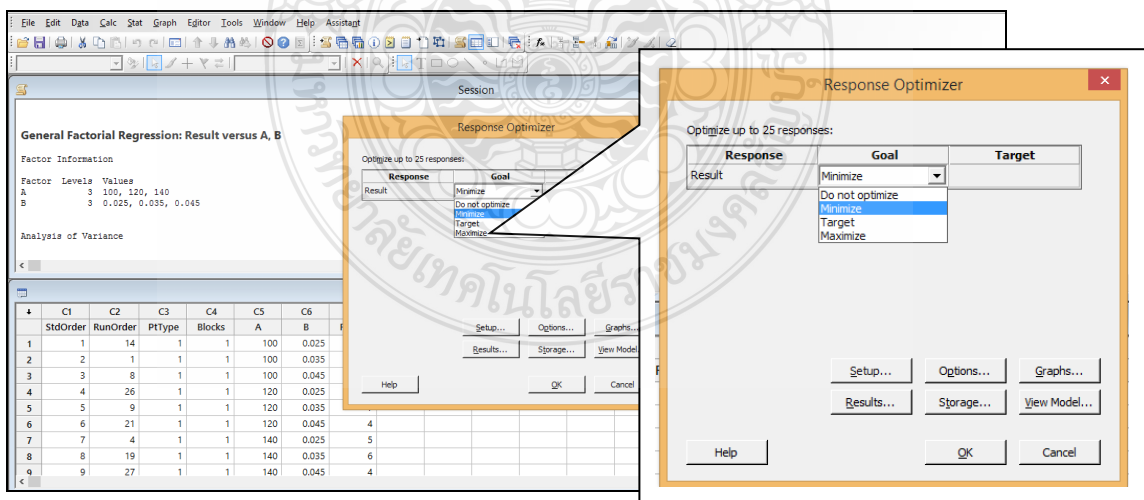 File Edit Data Calc Stat Graph Editor Tools Window Help Assistant
Session
General Factorial Regression: Result versus A, B
Factor Information
Factor Levels Values
A 3 100, 120, 140
B 3 0.025, 0.035, 0.045
Analysis of Variance
Response Optimizer
Optimize up to 25 responses:
Response Goal
Result Minimize
Do not optimize
Minimize
Target
Maximize
Setup... Options... Graphs...
Results... Storage... View Model
Help OK Cancel
C1 C2 C3 C4 C5 C6
StdOrder RunOrder PtType Blocks A B
1 1 14 1 1 100 0.025
2 2 1 1 1 100 0.035
3 3 8 1 1 100 0.045
4 4 26 1 1 120 0.025
5 5 9 1 1 120 0.035
6 6 21 1 1 120 0.045 4
7 7 4 1 1 140 0.025 5
8 8 19 1 1 140 0.035 6
9 9 27 1 1 140 0.045 4
Response Optimizer
Optimize up to 25 responses:
Response Goal Target
Result Minimize
Do not optimize
Minimize
Target
Maximize
Setup... Options... Graphs...
Results... Storage... View Model...
Help OK Cancel